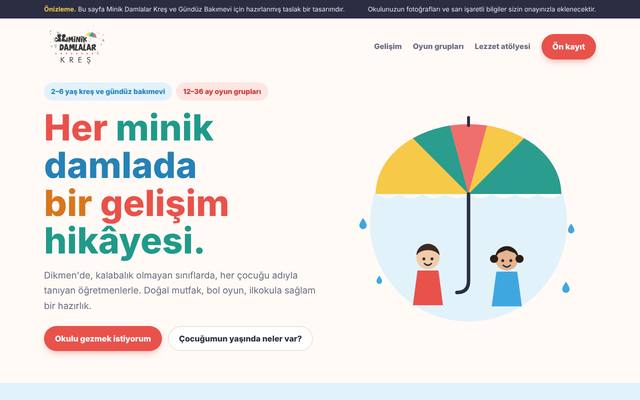 Önizleme. Bu sayfa Minik Damlalar Kreş ve Gündüz Bakımevi için hazırlanmış taslak bir tasarımdır.
Okulunuzun fotoğrafları ve sarı işaretli bilgiler sizin onayınızla eklenecektir.
MİNİK
DAMLALAR
KREŞ
Gelişim
Oyun grupları
Lezzet atölyesi
Ön kayıt
2–6 yaş kreş ve gündüz bakımevi
12–36 ay oyun grupları
Her minik
damlada
bir gelişim
hikâyesi.
Dikmen'de, kalabalık olmayan sınıflarda, her çocuğu adıyla
tanıyan öğretmenlerle. Doğal mutfak, bol oyun, ilkokula sağlam
bir hazırlık.
Okulu gezmek istiyorum
Çocuğumun yaşında neler var?